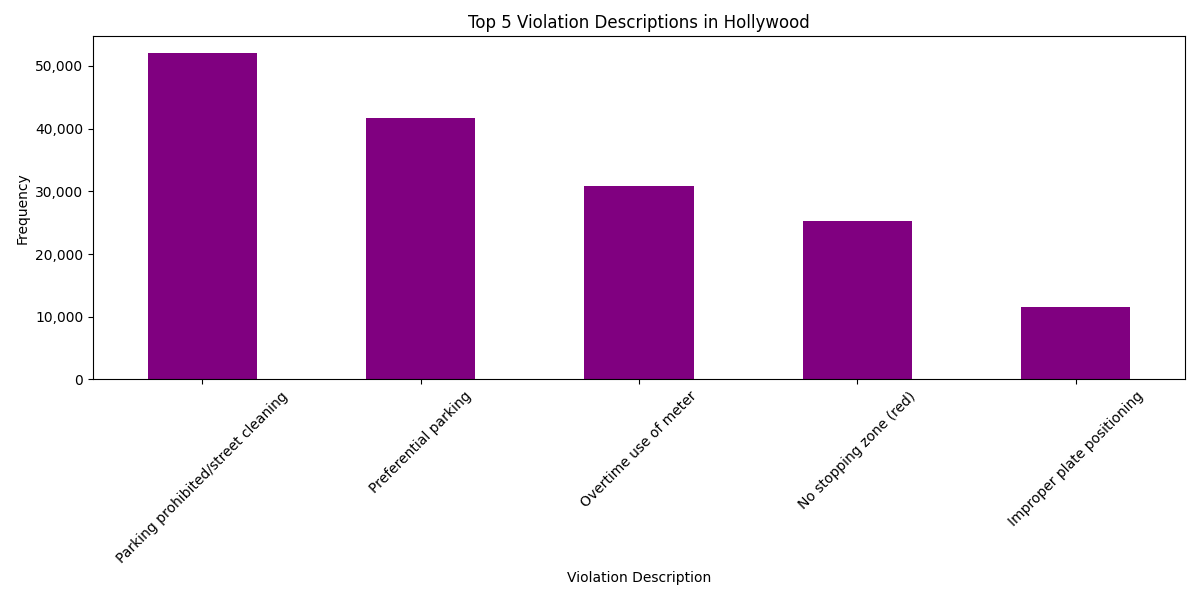 Top 5 Violation Descriptions in Hollywood
Frequency
50,000
40,000
30,000
20,000
10,000
0
Parking prohibited/street cleaning
Preferential parking
Overtime use of meter
No stopping zone (red)
Improper plate positioning
Violation Description